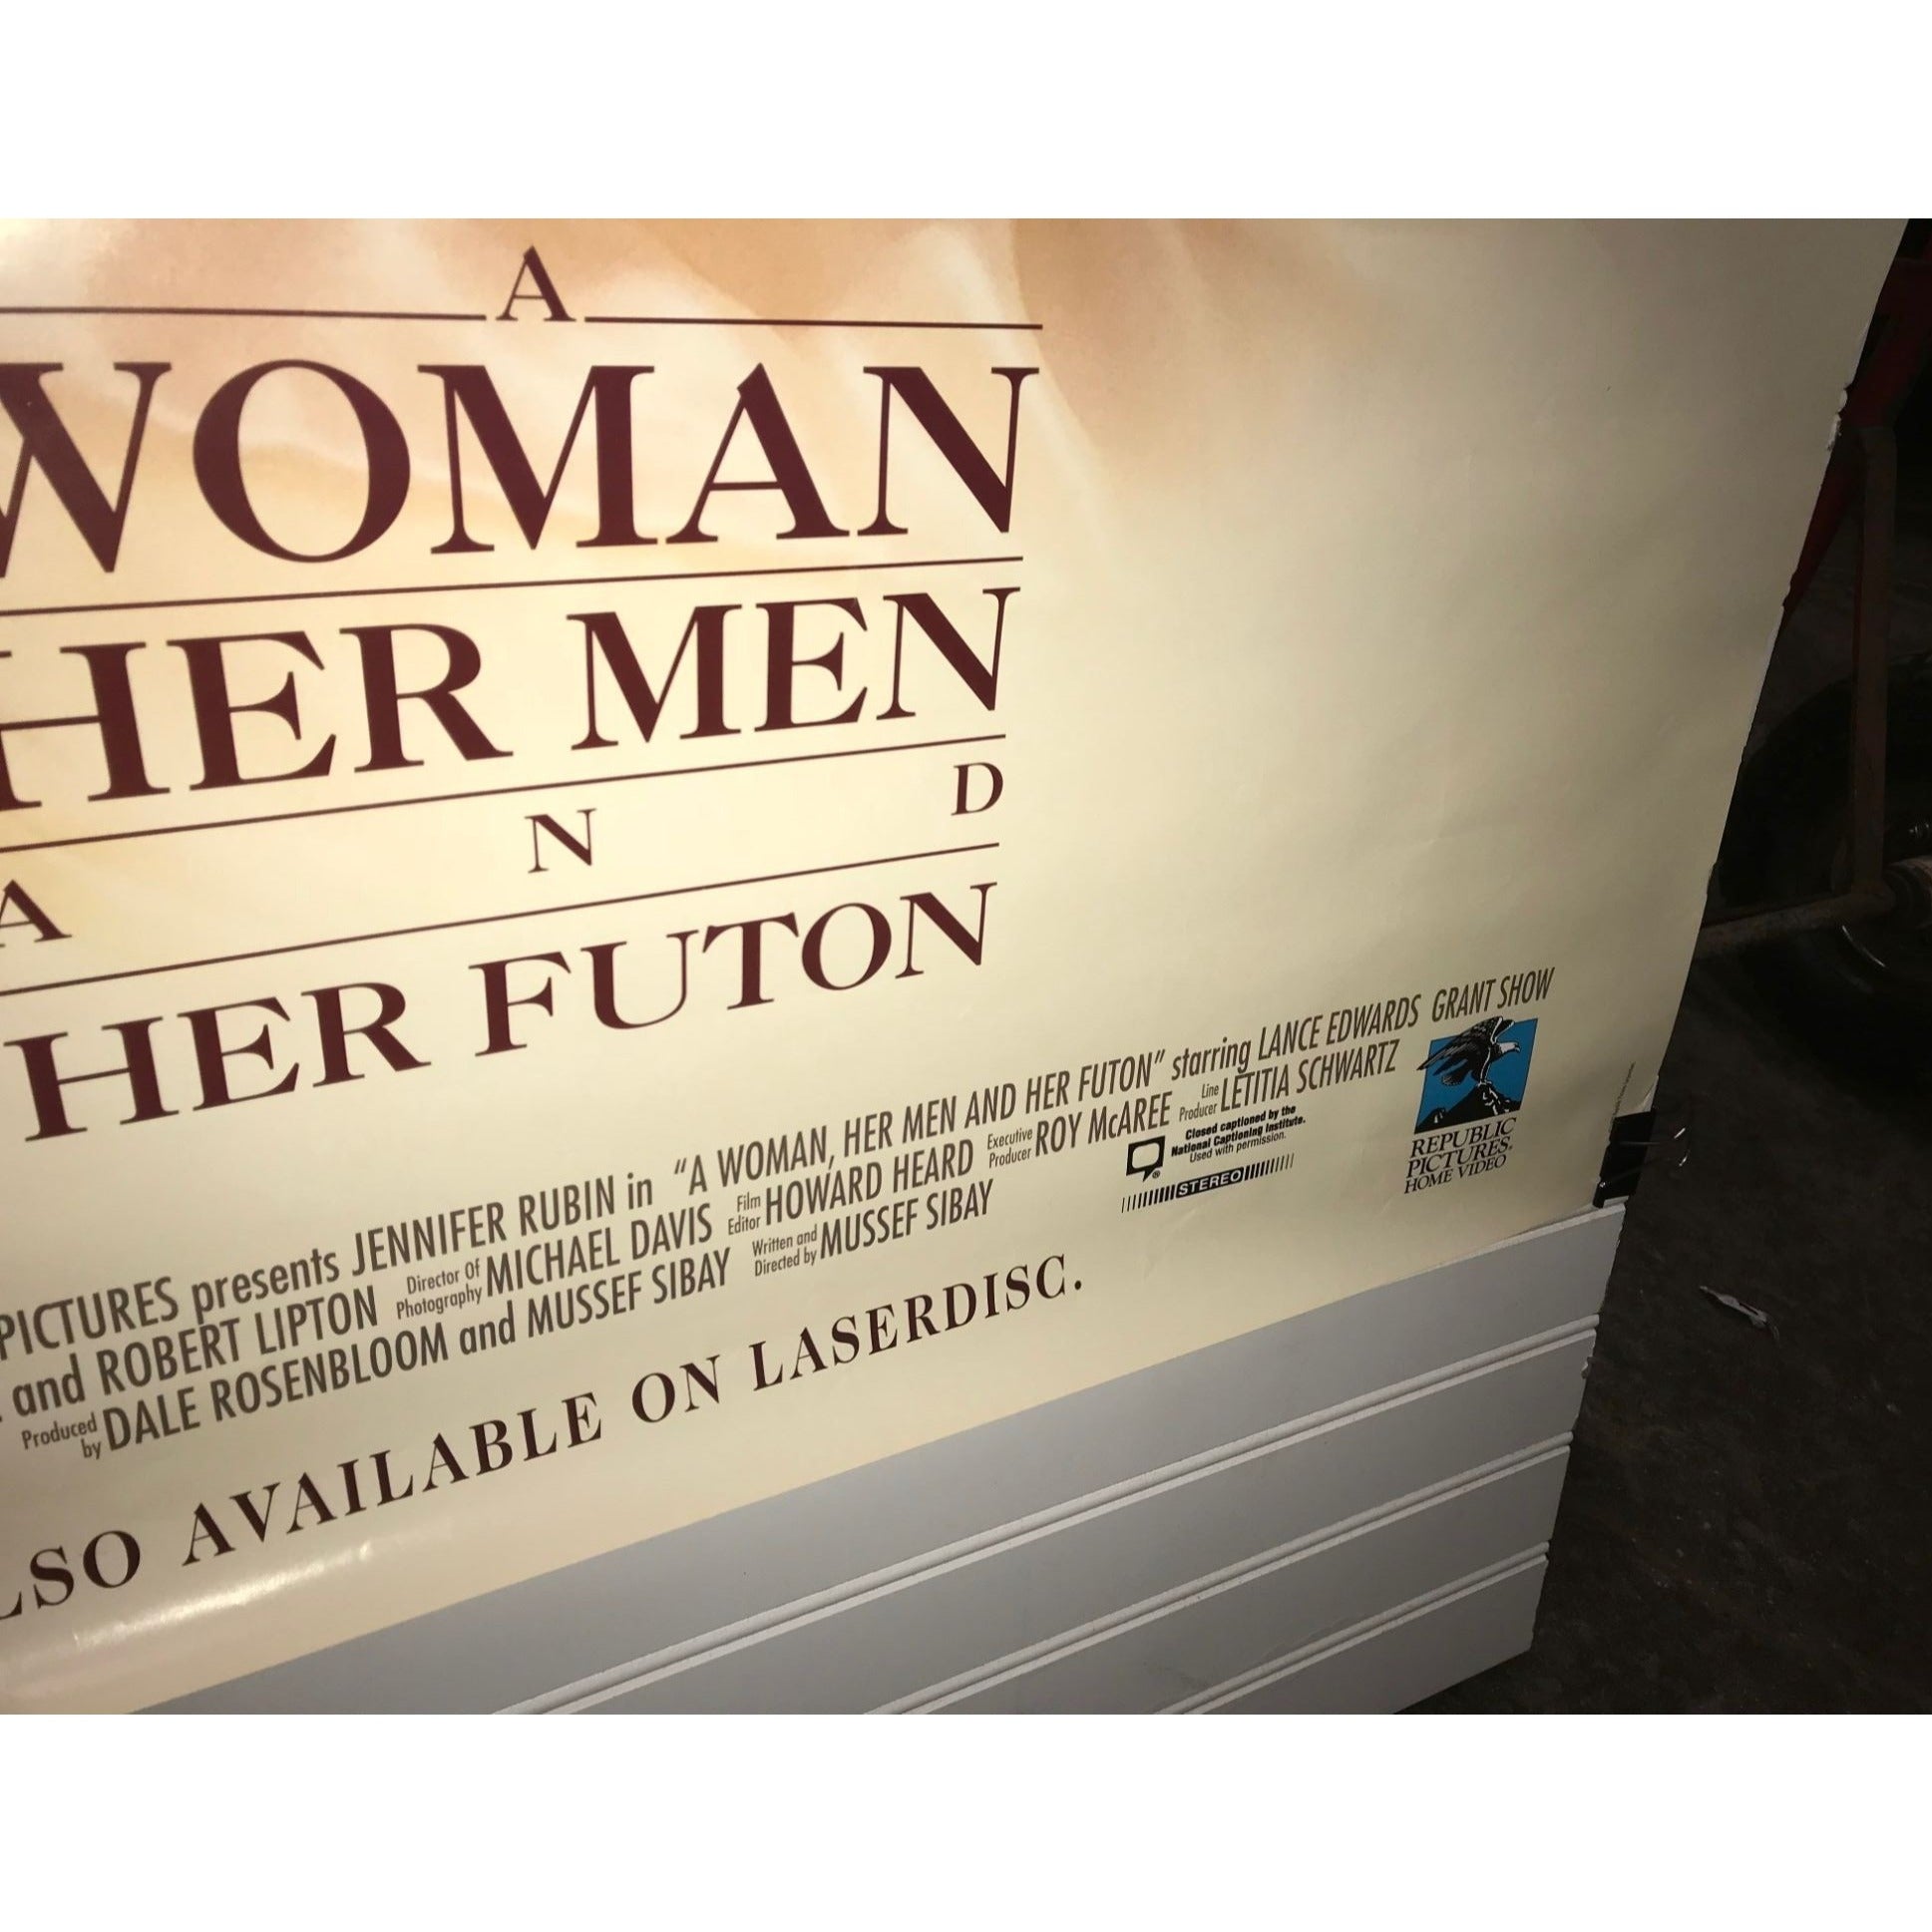 A
WOMAN
HER MEN
A N D
HER FUTON
PICTURES presents JENNIFER RUBIN in "A WOMAN, HER MEN AND HER FUTON" starring LANCE EDWARDS GRANT SHOW
and ROBERT LIPTON Director Of Photography MICHAEL DAVIS Film Editor HOWARD HEARD Executive Producer ROY McAREE Line Producer LETITIA SCHWARTZ
Produced by DALE ROSENBLOOM and MUSSEF SIBAY Written and Directed by MUSSEF SIBAY
Closed captioned by the
National Captioning Institute.
Used with permission.
®
STEREO
REPUBLIC
PICTURES.
HOME VIDEO
LSO AVAILABLE ON LASERDISC.